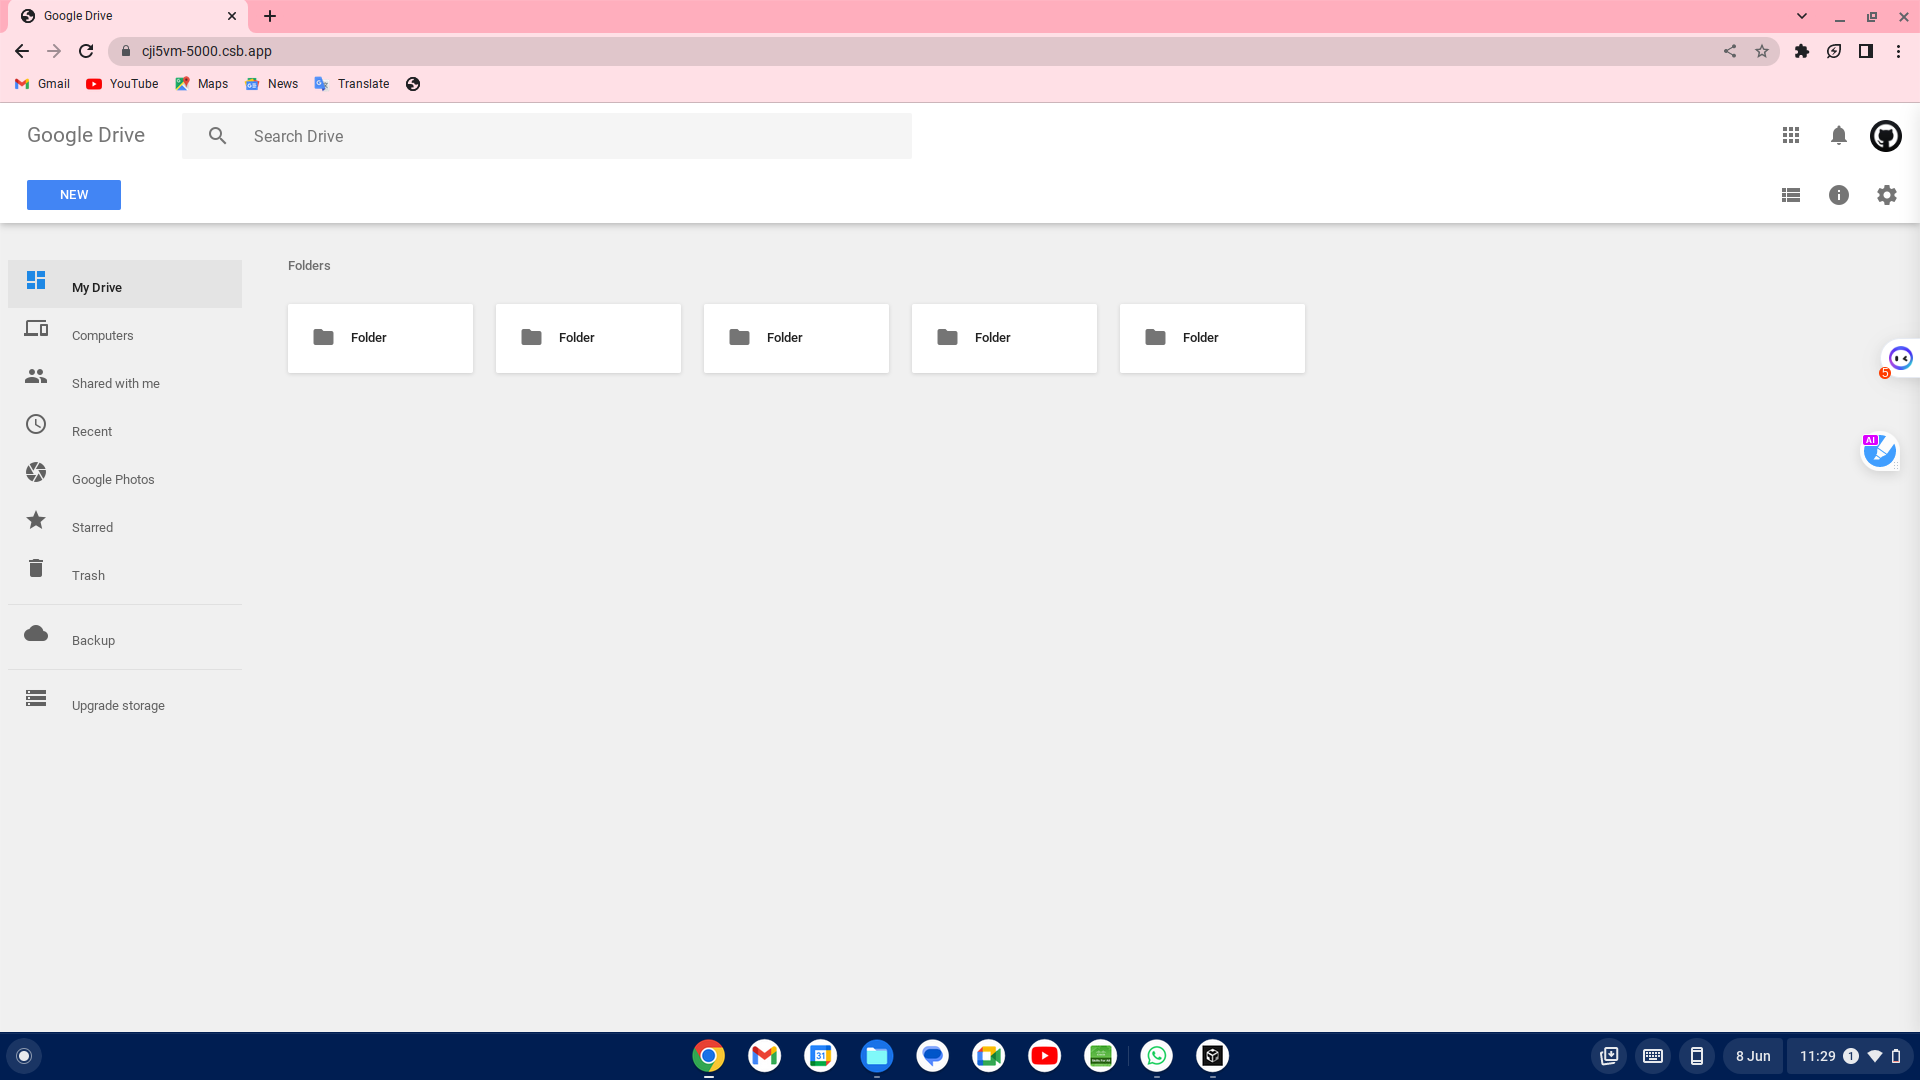 Google Drive
cji5vm-5000.csb.app
Gmail YouTube Maps News Translate
Google Drive
Search Drive
NEW
My Drive
Computers
Shared with me
Recent
Google Photos
Starred
Trash
Backup
Upgrade storage
Folders
Folder Folder Folder Folder Folder
5
AI
31
8 Jun 11:29 1